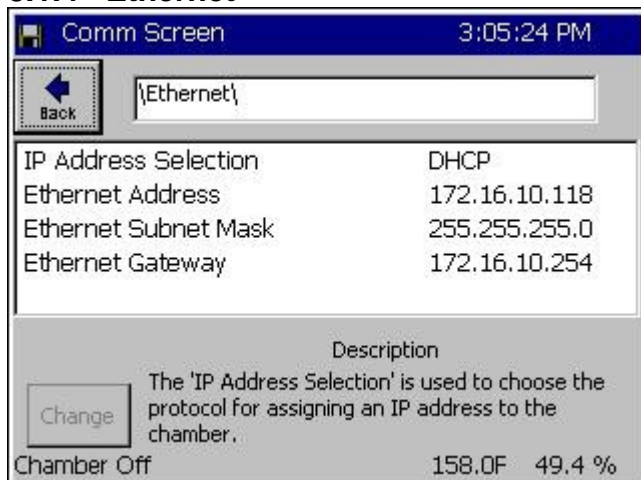 Comm Screen 3:05:24 PM
Back
\Ethernet\
IP Address Selection DHCP
Ethernet Address 172.16.10.118
Ethernet Subnet Mask 255.255.255.0
Ethernet Gateway 172.16.10.254
Description
The 'IP Address Selection' is used to choose the
protocol for assigning an IP address to the
chamber.
Change
Chamber Off 158.0F 49.4 %